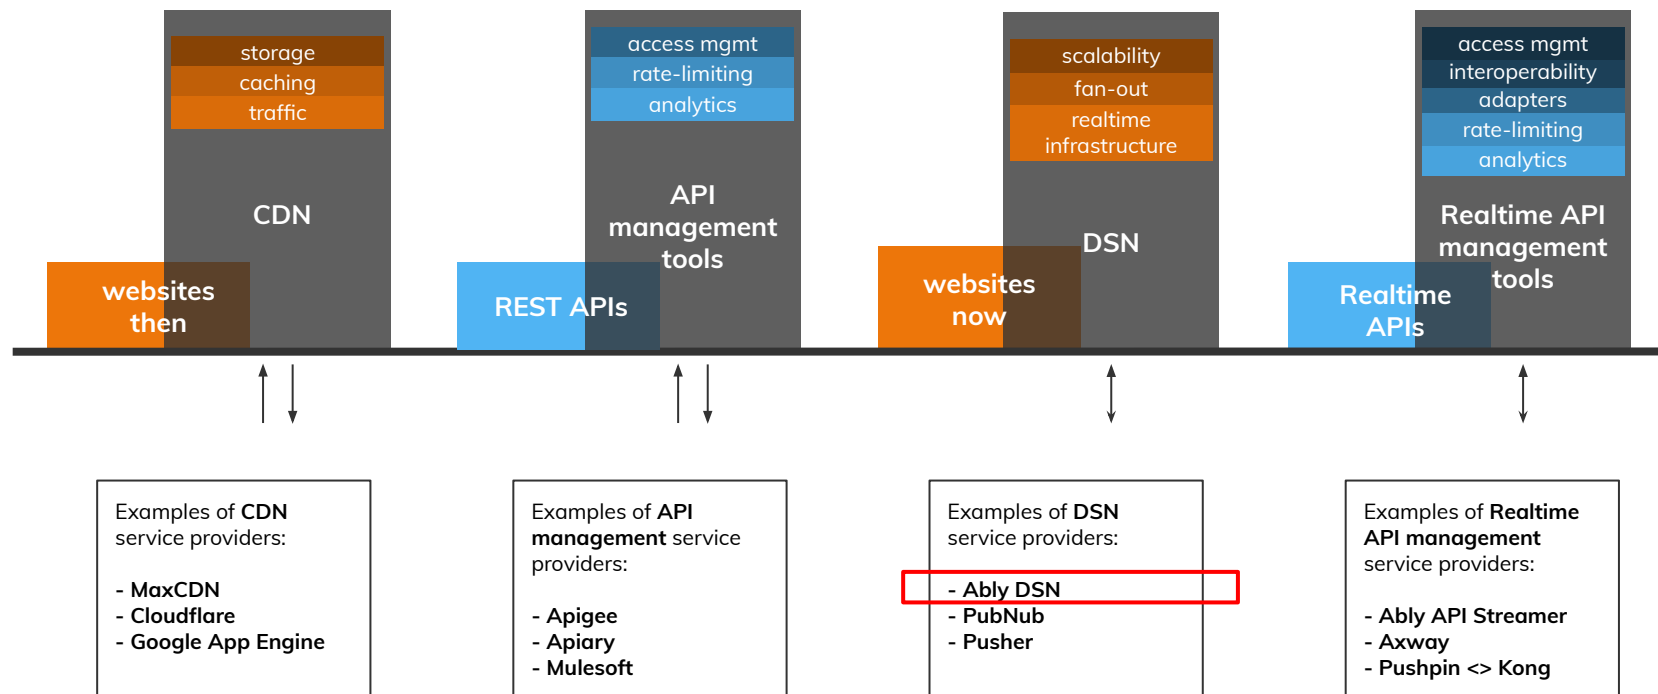 storage
caching
traffic
CDN
websites
then
access mgmt
rate-limiting
analytics
API
management
tools
REST APIs
scalability
fan-out
realtime
infrastructure
DSN
websites
now
access mgmt
interoperability
adapters
rate-limiting
analytics
Realtime API
management
tools
Realtime
APIs
Examples of CDN
service providers:
- MaxCDN
- Cloudflare
- Google App Engine
Examples of API
management service
providers:
- Apigee
- Apiary
- Mulesoft
Examples of DSN
service providers:
- Ably DSN
- PubNub
- Pusher
Examples of Realtime
API management
service providers:
- Ably API Streamer
- Axway
- Pushpin <> Kong